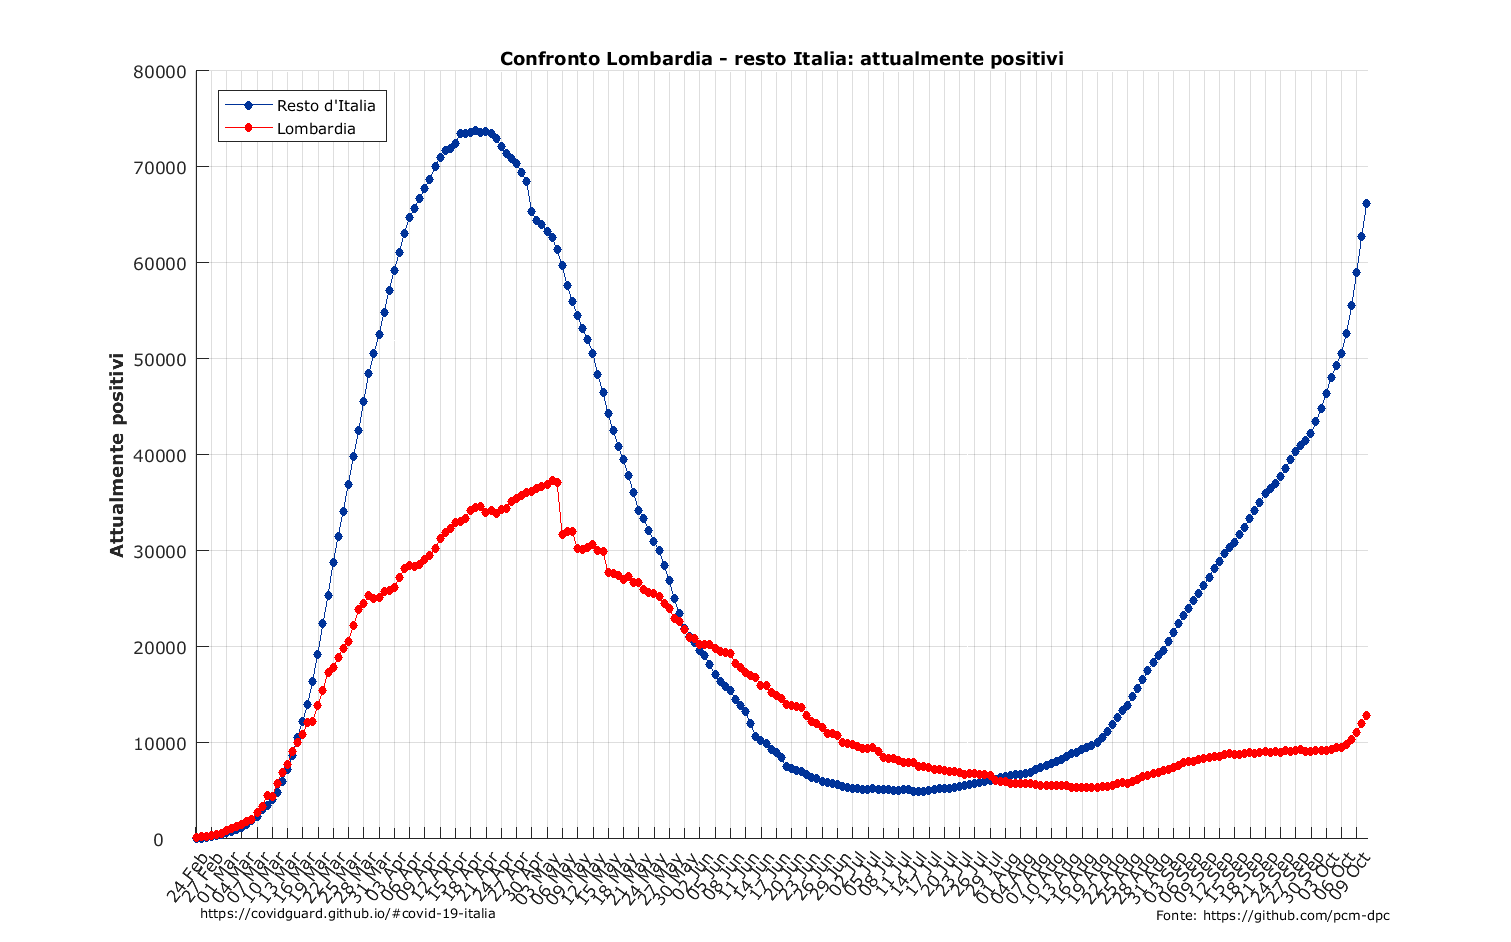 Confronto Lombardia - resto Italia: attualmente positivi
Resto d'Italia
Lombardia
Attualmente positivi
80000
70000
60000
50000
40000
30000
20000
10000
0
24 Feb
27 Feb
01 Mar
04 Mar
07 Mar
10 Mar
13 Mar
16 Mar
19 Mar
22 Mar
25 Mar
28 Mar
31 Mar
03 Apr
06 Apr
09 Apr
12 Apr
15 Apr
18 Apr
21 Apr
24 Apr
27 Apr
30 Apr
03 May
06 May
09 May
12 May
15 May
18 May
21 May
24 May
27 May
30 May
02 Jun
05 Jun
08 Jun
11 Jun
14 Jun
17 Jun
20 Jun
23 Jun
26 Jun
29 Jun
02 Jul
05 Jul
08 Jul
11 Jul
14 Jul
17 Jul
20 Jul
23 Jul
26 Jul
29 Jul
01 Aug
04 Aug
07 Aug
10 Aug
13 Aug
16 Aug
19 Aug
22 Aug
25 Aug
28 Aug
31 Aug
03 Sep
06 Sep
09 Sep
12 Sep
15 Sep
18 Sep
21 Sep
24 Sep
27 Sep
30 Sep
03 Oct
06 Oct
09 Oct
https://covidguard.github.io/#covid-19-italia
Fonte: https://github.com/pcm-dpc